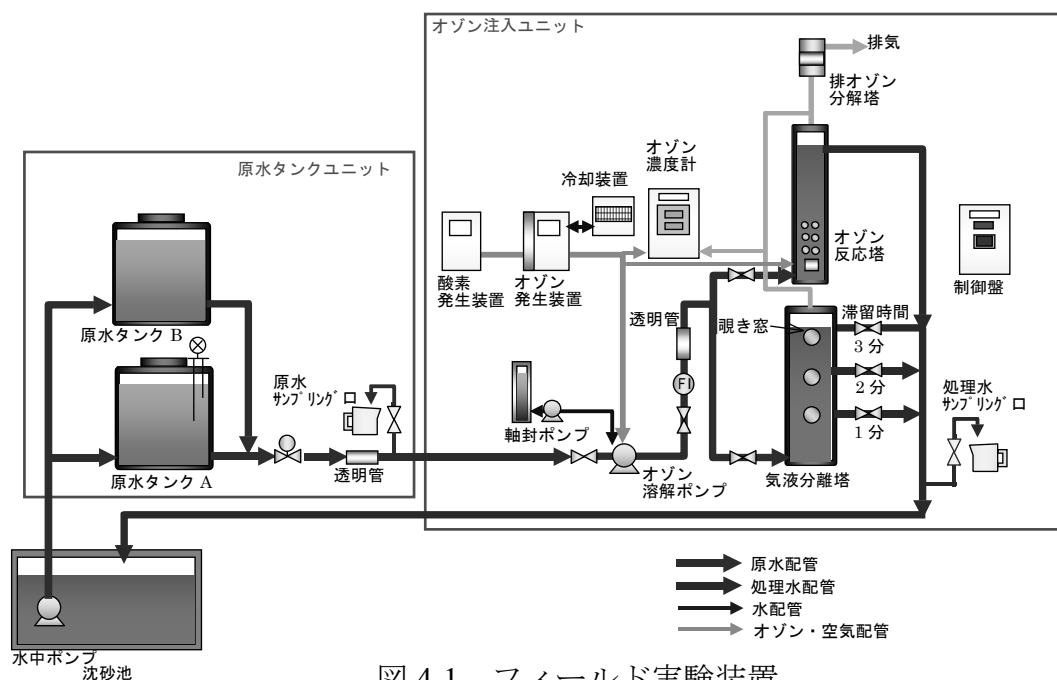 オゾン注入ユニット
排気
排オゾン
分解塔
原水タンクユニット
オゾン
濃度計
冷却装置
酸素
発生装置
オゾン
発生装置
オゾン
反応塔
制御盤
原水タンク B
透明管
滞留時間
覗き窓
3分
2分
1分
原水
サンプリング口
FI
軸封ポンプ
処理水
サンプリング口
原水タンク A
透明管
オゾン
溶解ポンプ
気液分離塔
原水配管
処理水配管
水配管
オゾン・空気配管
水中ポンプ
沈砂池
図 4.1 フィールド実験装置